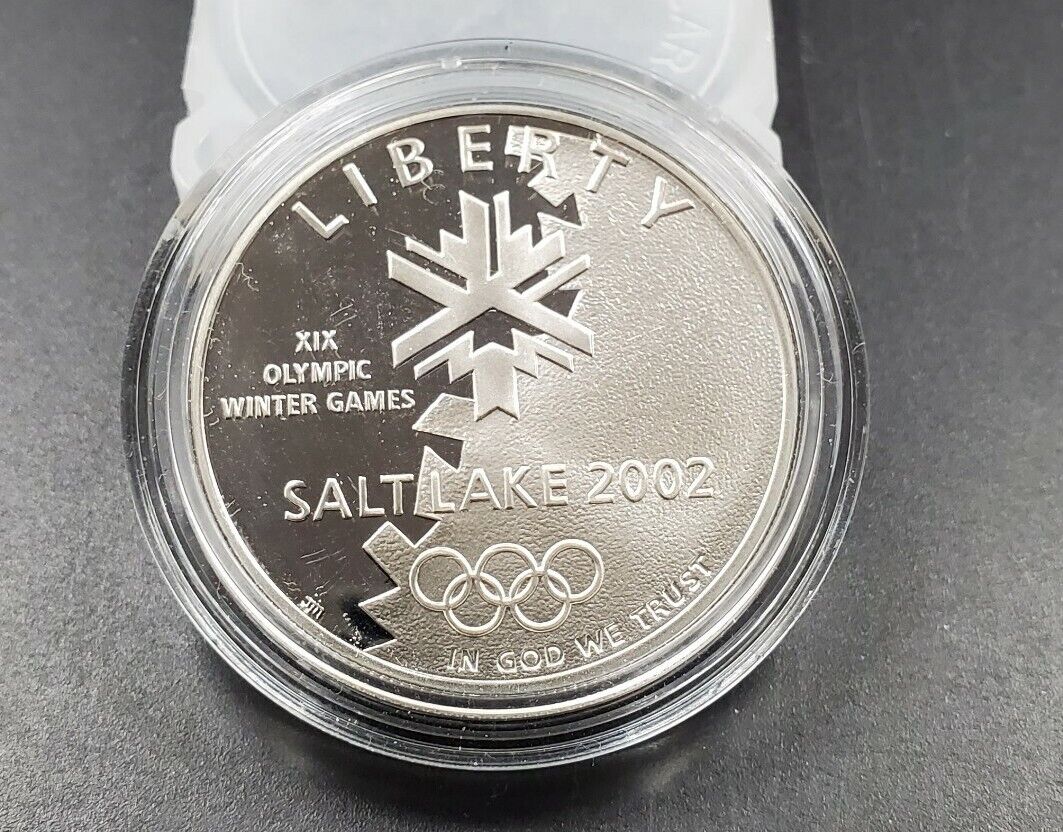 LIBERTY
XIX
OLYMPIC
WINTER GAMES
SALT LAKE 2002
IN GOD WE TRUST